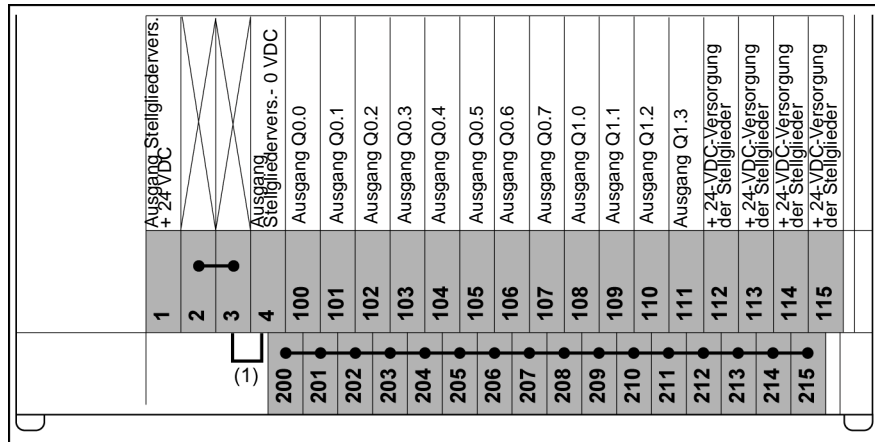 Ausgang Stellgliedervers.
+ 24 VDC
Ausgang
Stellgliedervers.- 0 VDC
Ausgang Q0.0
Ausgang Q0.1
Ausgang Q0.2
Ausgang Q0.3
Ausgang Q0.4
Ausgang Q0.5
Ausgang Q0.6
Ausgang Q0.7
Ausgang Q1.0
Ausgang Q1.1
Ausgang Q1.2
Ausgang Q1.3
+ 24-VDC-Versorgung
der Stellglieder
+ 24-VDC-Versorgung
der Stellglieder
+ 24-VDC-Versorgung
der Stellglieder
+ 24-VDC-Versorgung
der Stellglieder
1
2
3
4
100
101
102
103
104
105
106
107
108
109
110
111
112
113
114
115
(1)
200
201
202
203
204
205
206
207
208
209
210
211
212
213
214
215